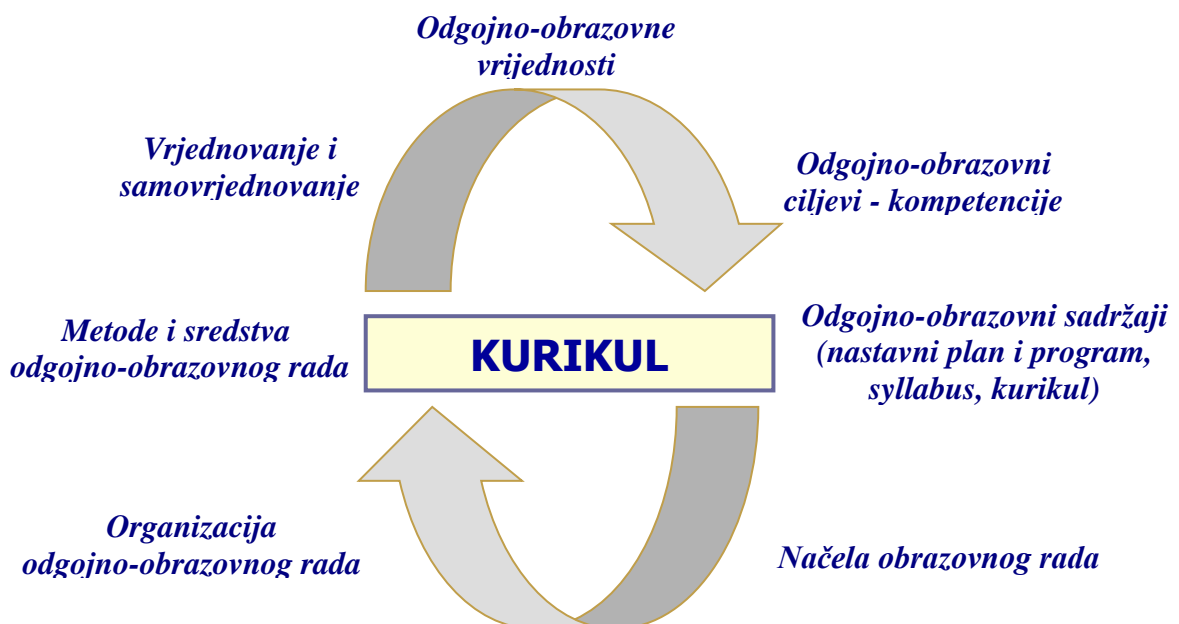 Odgojno-obrazovne
vrijednosti
Vrjednovanje i
samovrjednovanje
Odgojno-obrazovni
ciljevi - kompetencije
Metode i sredstva
odgojno-obrazovnog rada
KURIKUL
Odgojno-obrazovni sadržaji
(nastavni plan i program,
syllabus, kurikul)
Organizacija
odgojno-obrazovnog rada
Načela obrazovnog rada